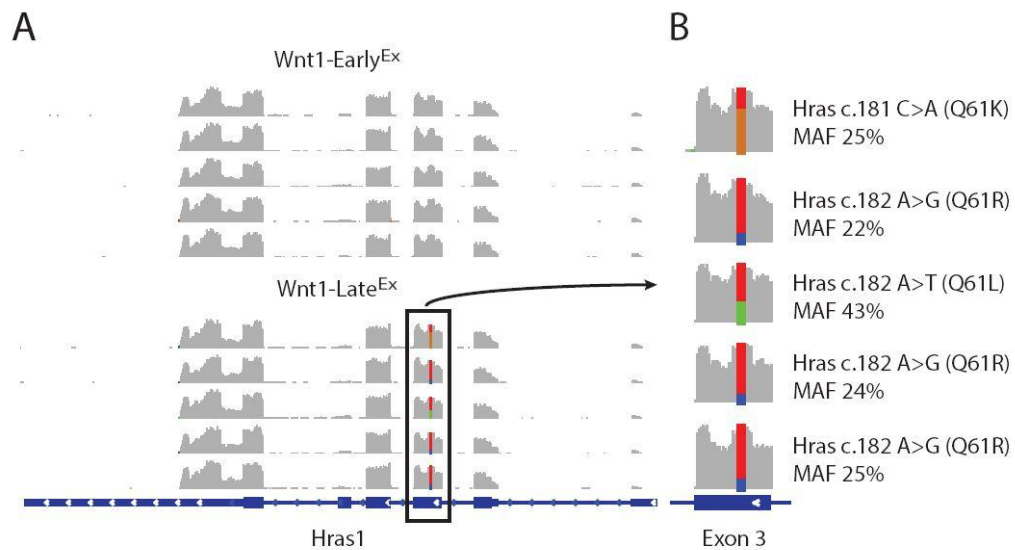 A
B
Wnt1-Early^Ex
Hras c.181 C>A (Q61K)
MAF 25%
Hras c.182 A>G (Q61R)
MAF 22%
Wnt1-Late^Ex
Hras c.182 A>T (Q61L)
MAF 43%
Hras c.182 A>G (Q61R)
MAF 24%
Hras c.182 A>G (Q61R)
MAF 25%
Hras1
Exon 3